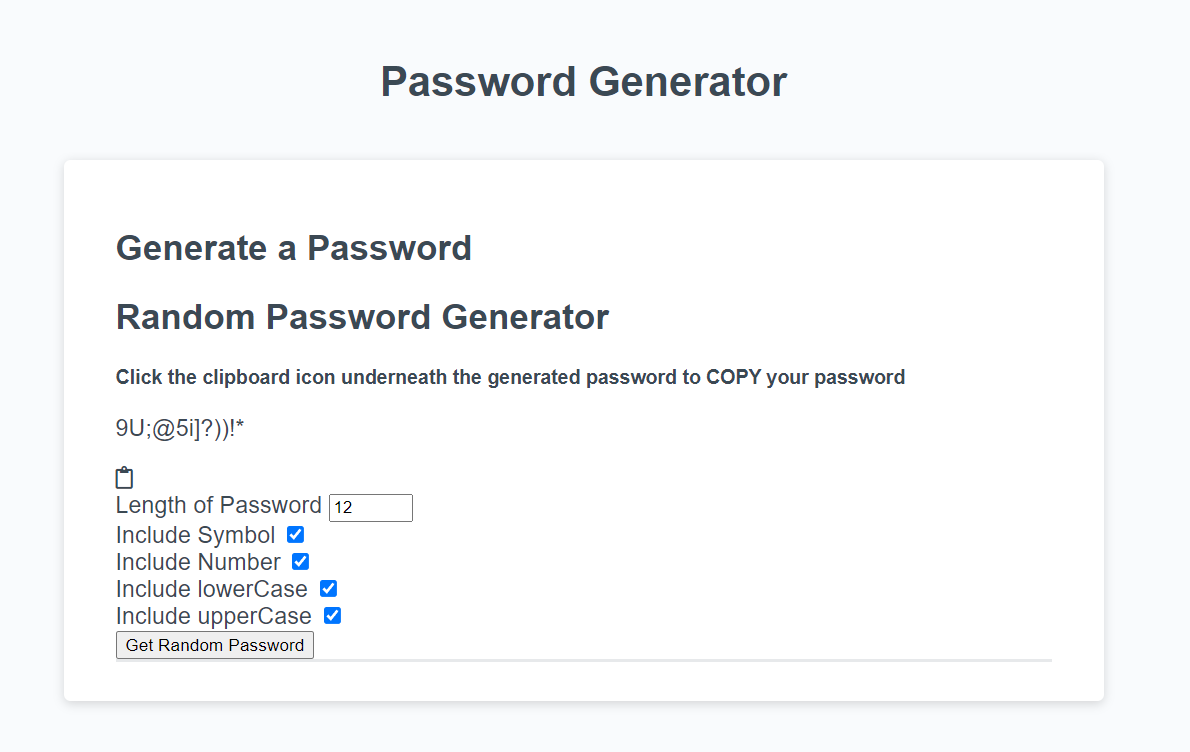 Password Generator
Generate a Password
Random Password Generator
Click the clipboard icon underneath the generated password to COPY your password
9U;@5i]?))!*
Length of Password 12
Include Symbol
Include Number
Include lowerCase
Include upperCase
Get Random Password